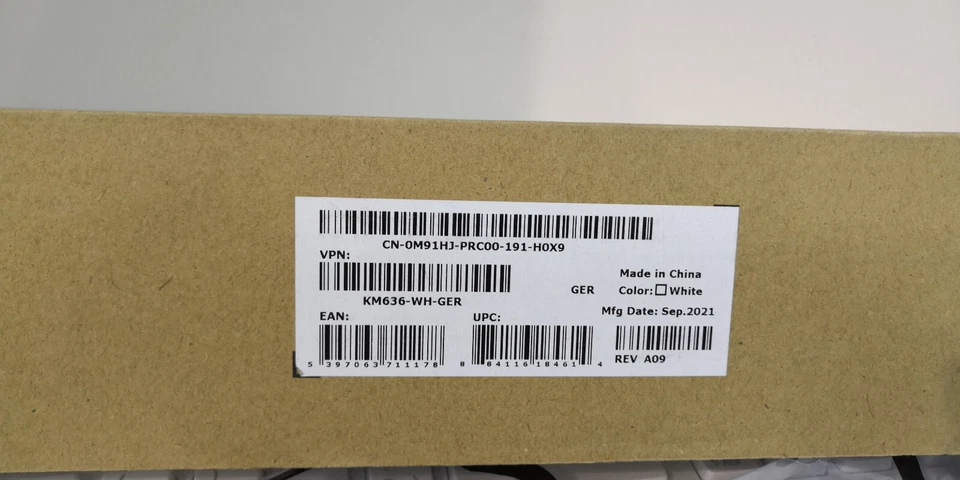 CN-0M91HJ-PRC00-191-H0X9
VPN:
KM636-WH-GER
GER
Made in China
Color: White
Mfg Date: Sep.2021
EAN:
5 397063 711178
UPC:
8 84116 18461 4
REV A09